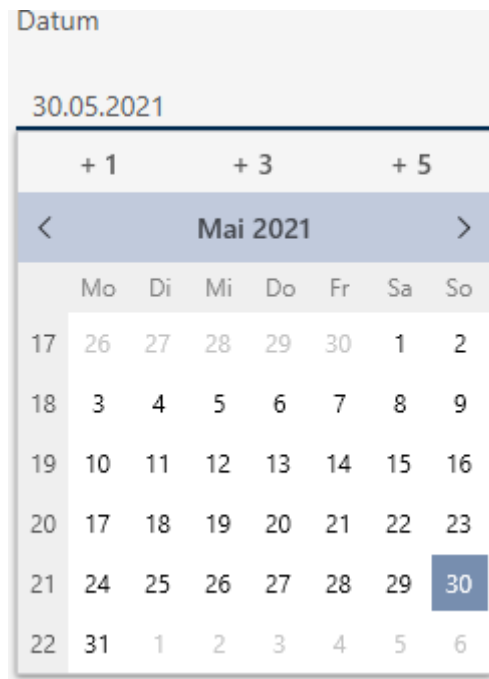 Datum
30.05.2021
+ 1 + 3 + 5
< Mai 2021 >
Mo Di Mi Do Fr Sa So
17 26 27 28 29 30 1 2
18 3 4 5 6 7 8 9
19 10 11 12 13 14 15 16
20 17 18 19 20 21 22 23
21 24 25 26 27 28 29 30
22 31 1 2 3 4 5 6